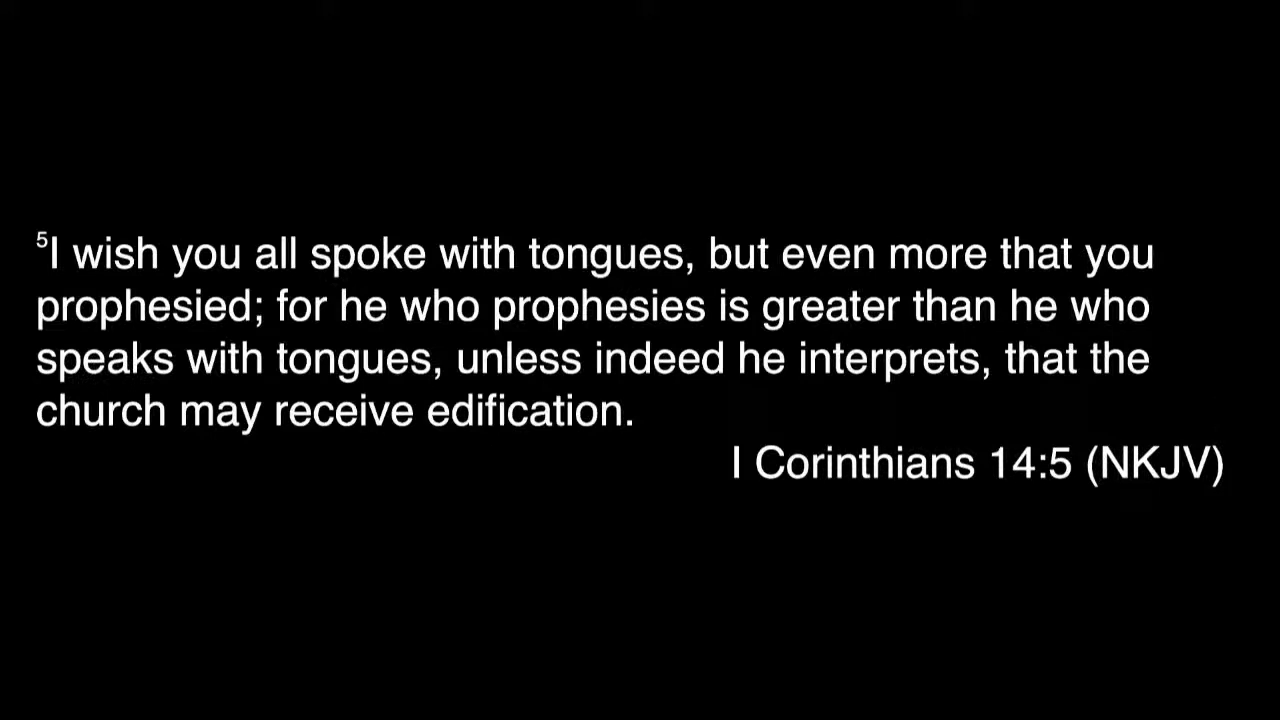 ⁵I wish you all spoke with tongues, but even more that you
prophesied; for he who prophesies is greater than he who
speaks with tongues, unless indeed he interprets, that the
church may receive edification.
I Corinthians 14:5 (NKJV)